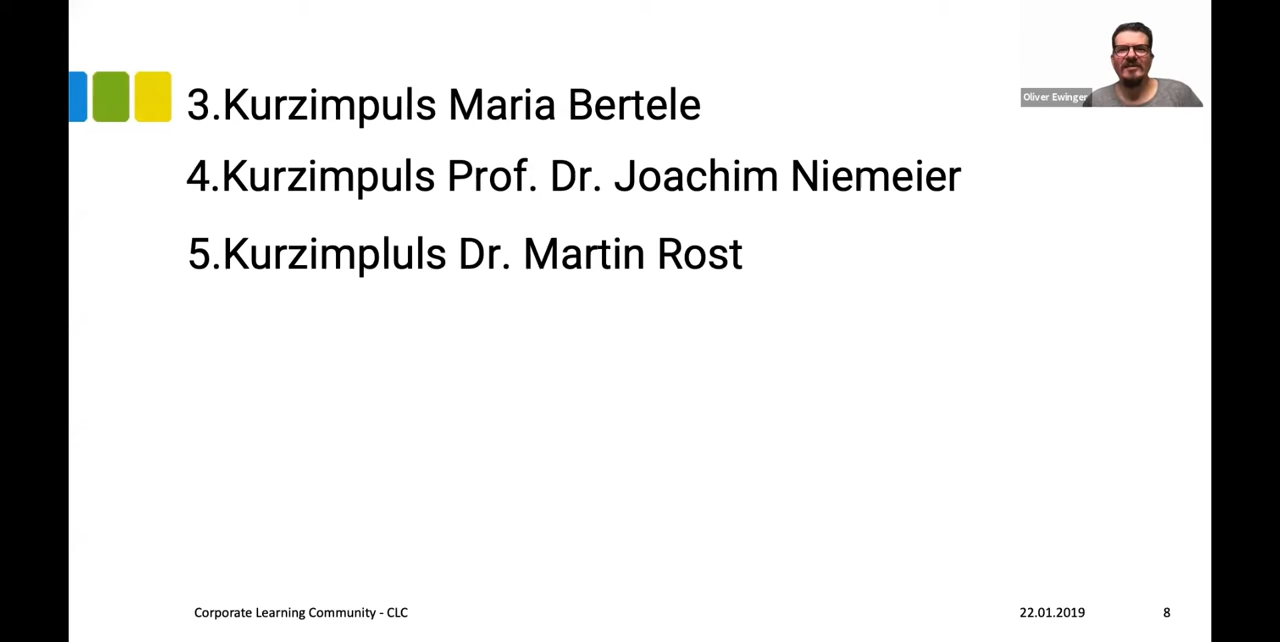 3.Kurzimpuls Maria Bertele
Oliver Ewinger
4.Kurzimpuls Prof. Dr. Joachim Niemeier
5.Kurzimpluls Dr. Martin Rost
Corporate Learning Community - CLC
22.01.2019
8